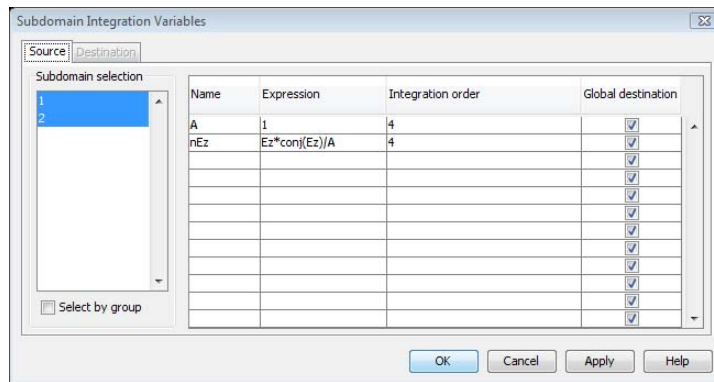 Subdomain Integration Variables
Source Destination
Subdomain selection
1
2
Select by group
Name Expression Integration order Global destination
A 1 4
nEz Ez*conj(Ez)/A 4
OK Cancel Apply Help